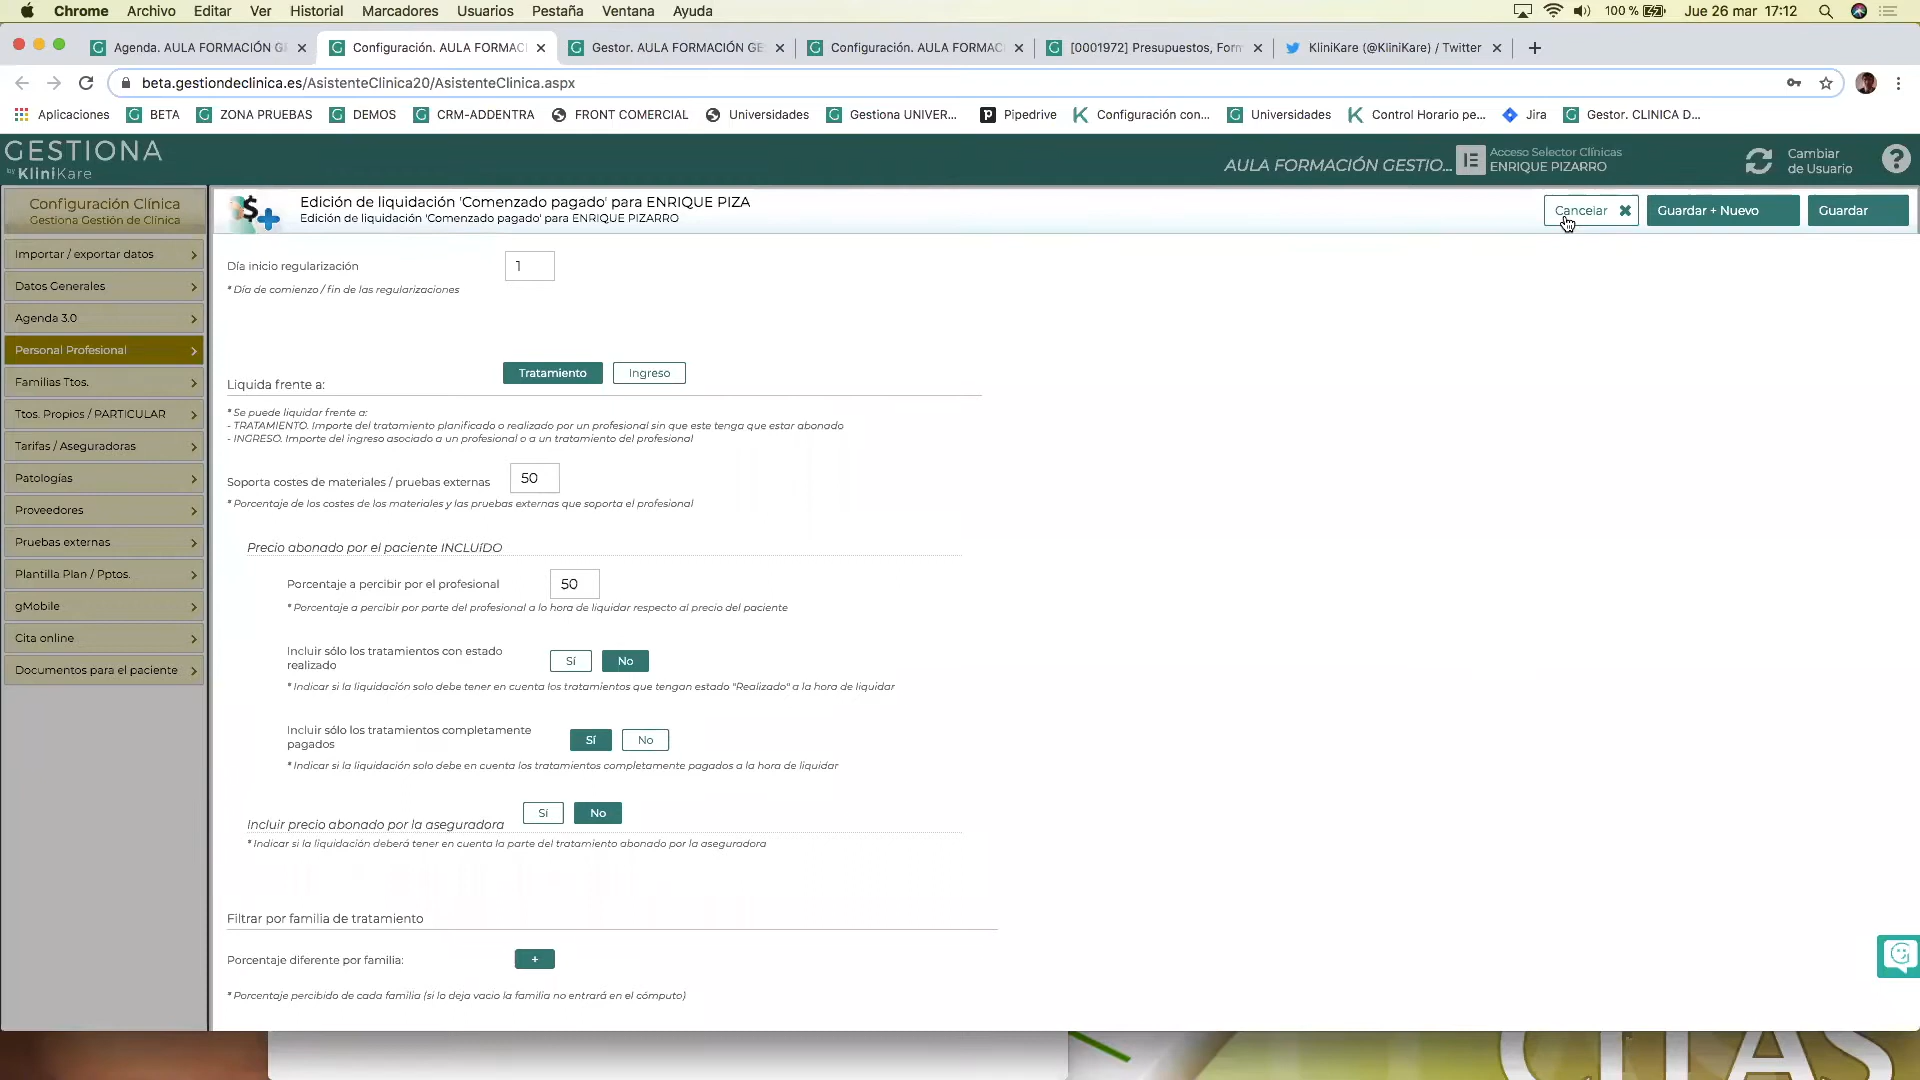 Chrome Archivo Editar Ver Historial Marcadores Usuarios Pestaña Ventana Ayuda 100 % Jue 26 mar 17:12
Agenda. AULA FORMACIÓN G Configuración. AULA FORMAC Gestor. AULA FORMACIÓN GE Configuración. AULA FORMAC [0001972] Presupuestos, Form KliniKare (@KliniKare) / Twitter
beta.gestiondeclinica.es/AsistenteClinica20/AsistenteClinica.aspx
Aplicaciones BETA ZONA PRUEBAS DEMOS CRM-ADDENTRA FRONT COMERCIAL Universidades Gestiona UNIVER... Pipedrive Configuración con... Universidades Control Horario pe... Jira Gestor. CLINICA D...
GESTIONA
by KliniKare
AULA FORMACIÓN GESTIO...
Acceso Selector Clínicas
ENRIQUE PIZARRO
Cambiar
de Usuario
Configuración Clínica
Gestiona Gestión de Clínica
Importar / exportar datos
Datos Generales
Agenda 3.0
Personal Profesional
Familias Ttos.
Ttos. Propios / PARTICULAR
Tarifas / Aseguradoras
Patologías
Proveedores
Pruebas externas
Plantilla Plan / Pptos.
gMobile
Cita online
Documentos para el paciente
Edición de liquidación 'Comenzado pagado' para ENRIQUE PIZA
Edición de liquidación 'Comenzado pagado' para ENRIQUE PIZARRO
Cancelar Guardar + Nuevo Guardar
Día inicio regularización 1
* Día de comienzo / fin de las regularizaciones
Liquida frente a: Tratamiento Ingreso
* Se puede liquidar frente a:
- TRATAMIENTO. Importe del tratamiento planificado o realizado por un profesional sin que este tenga que estar abonado
- INGRESO. Importe del ingreso asociado a un profesional o a un tratamiento del profesional
Soporta costes de materiales / pruebas externas 50
* Porcentaje de los costes de los materiales y las pruebas externas que soporta el profesional
Precio abonado por el paciente INCLUÍDO
Porcentaje a percibir por el profesional 50
* Porcentaje a percibir por parte del profesional a lo hora de liquidar respecto al precio del paciente
Incluir sólo los tratamientos con estado
realizado Sí No
* Indicar si la liquidación solo debe tener en cuenta los tratamientos que tengan estado "Realizado" a la hora de liquidar
Incluir sólo los tratamientos completamente
pagados Sí No
* Indicar si la liquidación solo debe en cuenta los tratamientos completamente pagados a la hora de liquidar
Incluir precio abonado por la aseguradora Sí No
* Indicar si la liquidación deberá tener en cuenta la parte del tratamiento abonado por la aseguradora
Filtrar por familia de tratamiento
Porcentaje diferente por familia: +
* Porcentaje percibido de cada familia (si lo deja vacio la familia no entrará en el cómputo)
CITAS